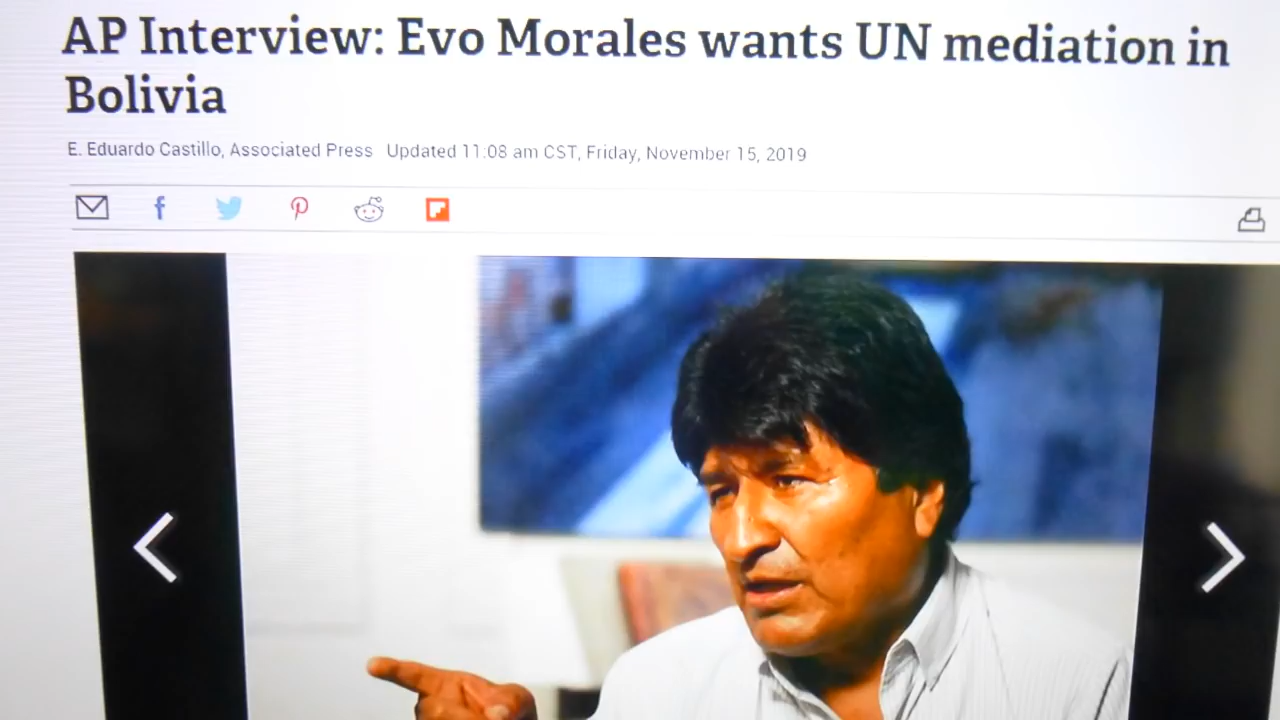 AP Interview: Evo Morales wants UN mediation in
Bolivia
E. Eduardo Castillo, Associated Press Updated 11:08 am CST, Friday, November 15, 2019